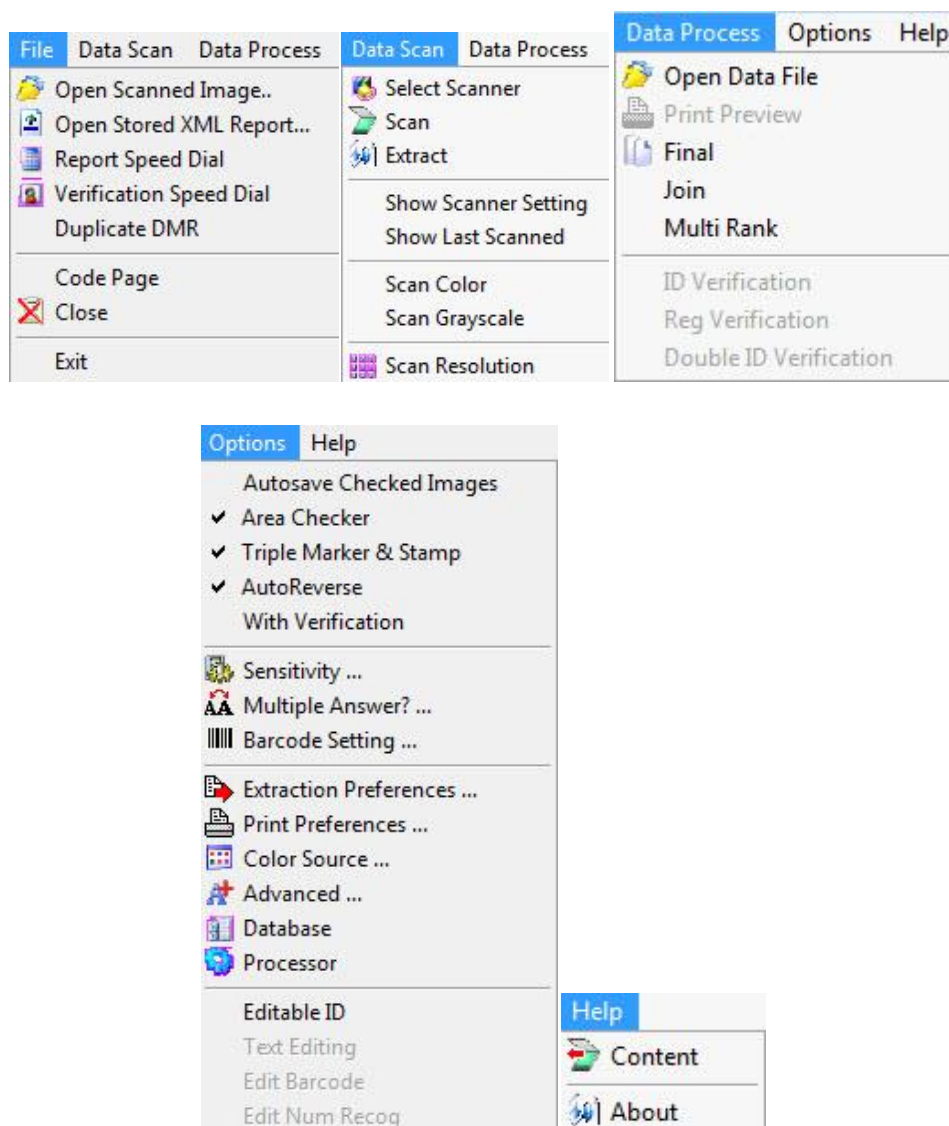 File Data Scan Data Process
Open Scanned Image..
Open Stored XML Report...
Report Speed Dial
Verification Speed Dial
Duplicate DMR
Code Page
Close
Exit
Data Scan Data Process
Select Scanner
Scan
Extract
Show Scanner Setting
Show Last Scanned
Scan Color
Scan Grayscale
Scan Resolution
Data Process Options Help
Open Data File
Print Preview
Final
Join
Multi Rank
ID Verification
Reg Verification
Double ID Verification
Options Help
Autosave Checked Images
Area Checker
Triple Marker & Stamp
AutoReverse
With Verification
Sensitivity ...
Multiple Answer? ...
Barcode Setting ...
Extraction Preferences ...
Print Preferences ...
Color Source ...
Advanced ...
Database
Processor
Editable ID
Text Editing
Edit Barcode
Edit Num Recog
Help
Content
About